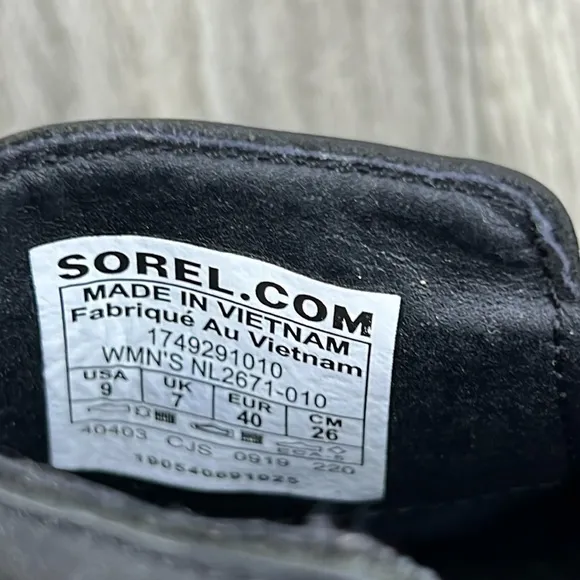 SOREL.COM
MADE IN VIETNAM
Fabriqué Au Vietnam
1749291010
WMN'S NL2671-010
USA UK EUR CM
9 7 40 26
40403 CJS 0919 220
190540691925